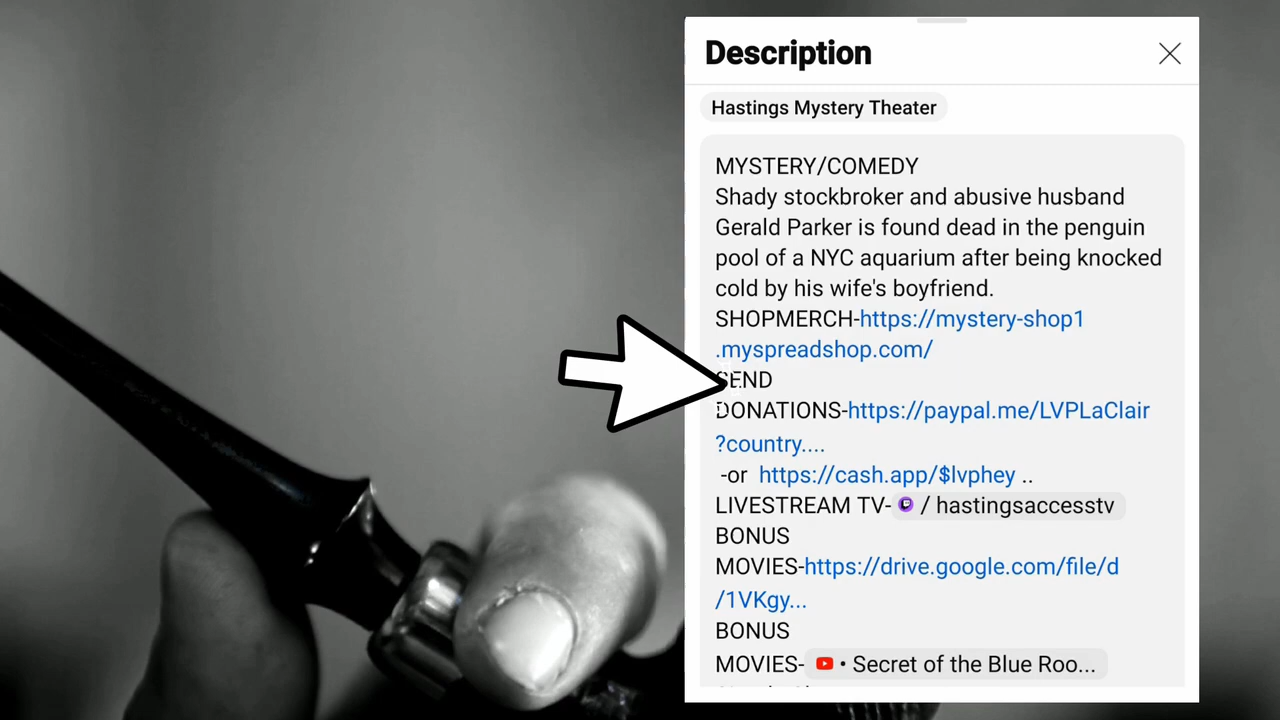 Description
Hastings Mystery Theater
MYSTERY/COMEDY
Shady stockbroker and abusive husband
Gerald Parker is found dead in the penguin
pool of a NYC aquarium after being knocked
cold by his wife's boyfriend.
SHOPMERCH-https://mystery-shop1
.myspreadshop.com/
SEND
DONATIONS-https://paypal.me/LVPLaClair
?country....
-or https://cash.app/$lvphey ..
LIVESTREAM TV- / hastingsaccesstv
BONUS
MOVIES-https://drive.google.com/file/d
/1VKgy...
BONUS
MOVIES- • Secret of the Blue Roo...